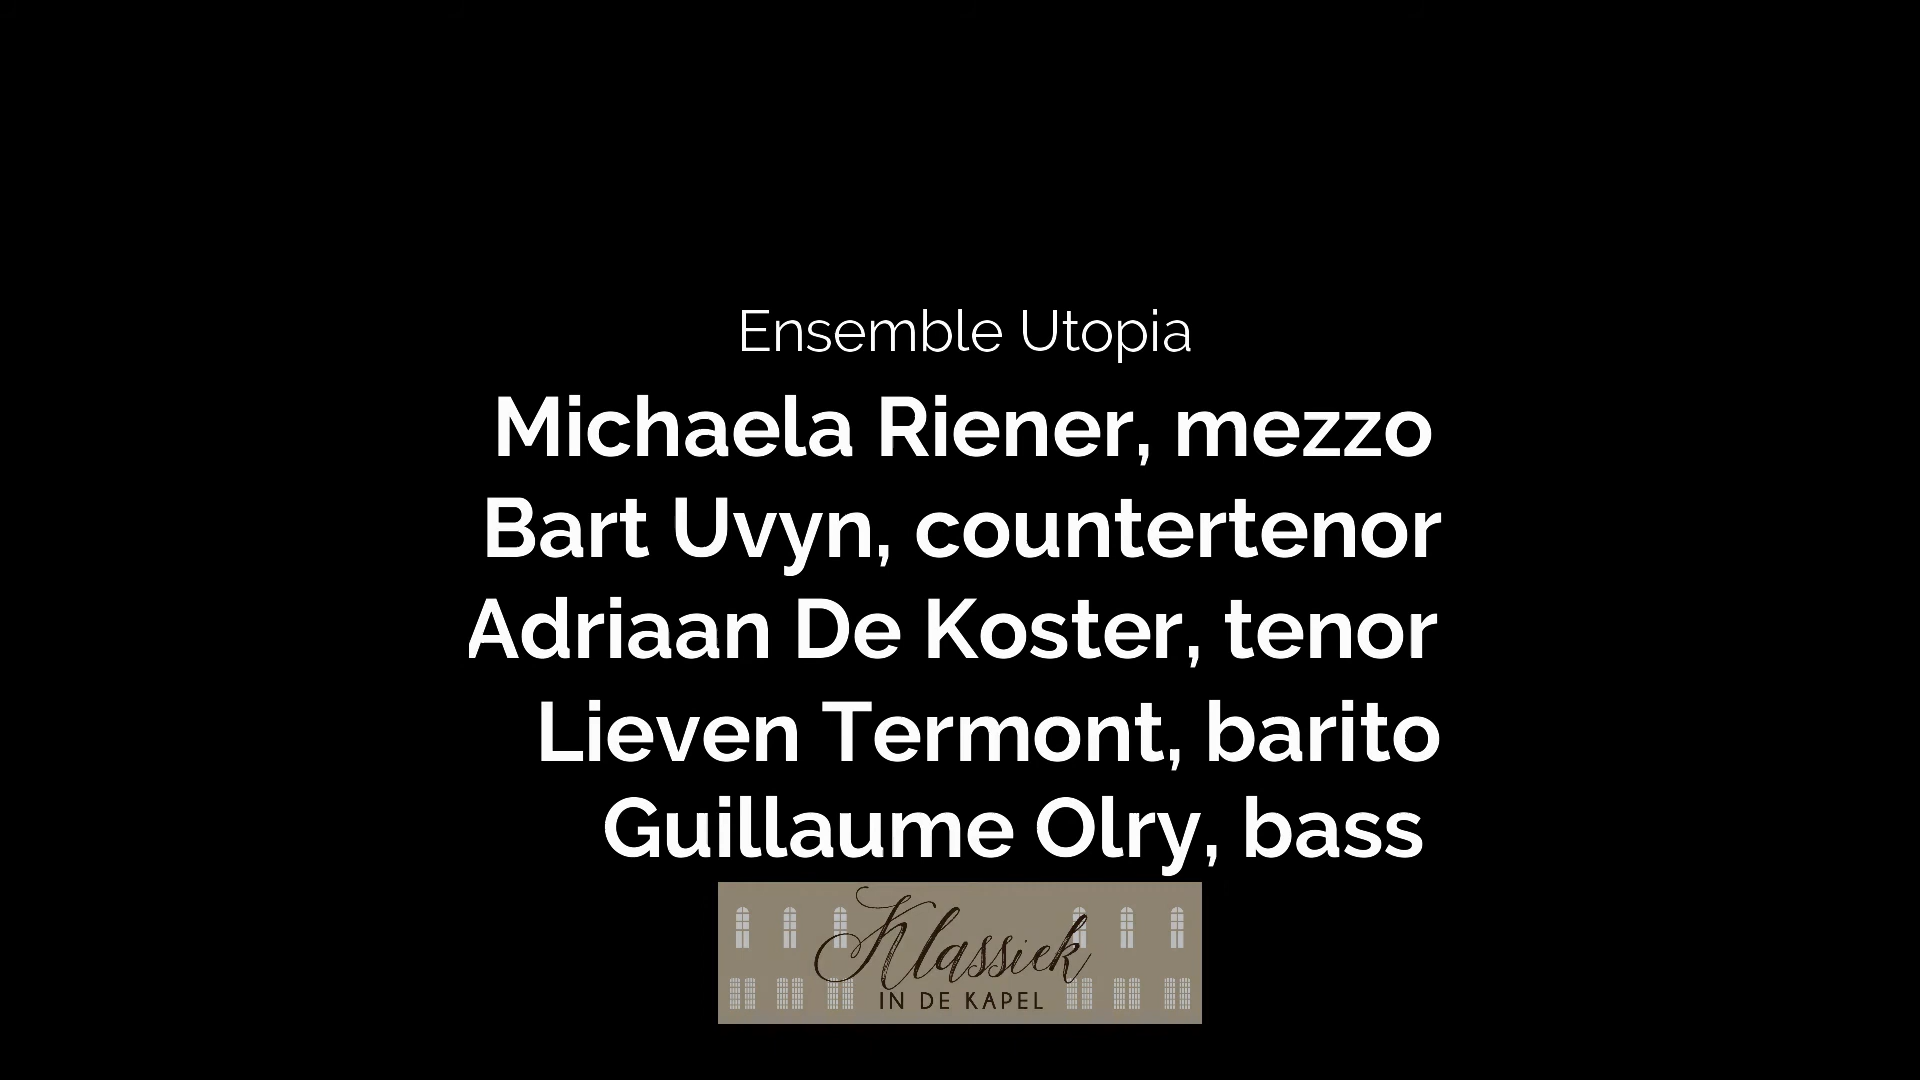 Ensemble Utopia
Michaela Riener, mezzo
Bart Uvyn, countertenor
Adriaan De Koster, tenor
Lieven Termont, barito
Guillaume Olry, bass
Klassiek
IN DE KAPEL